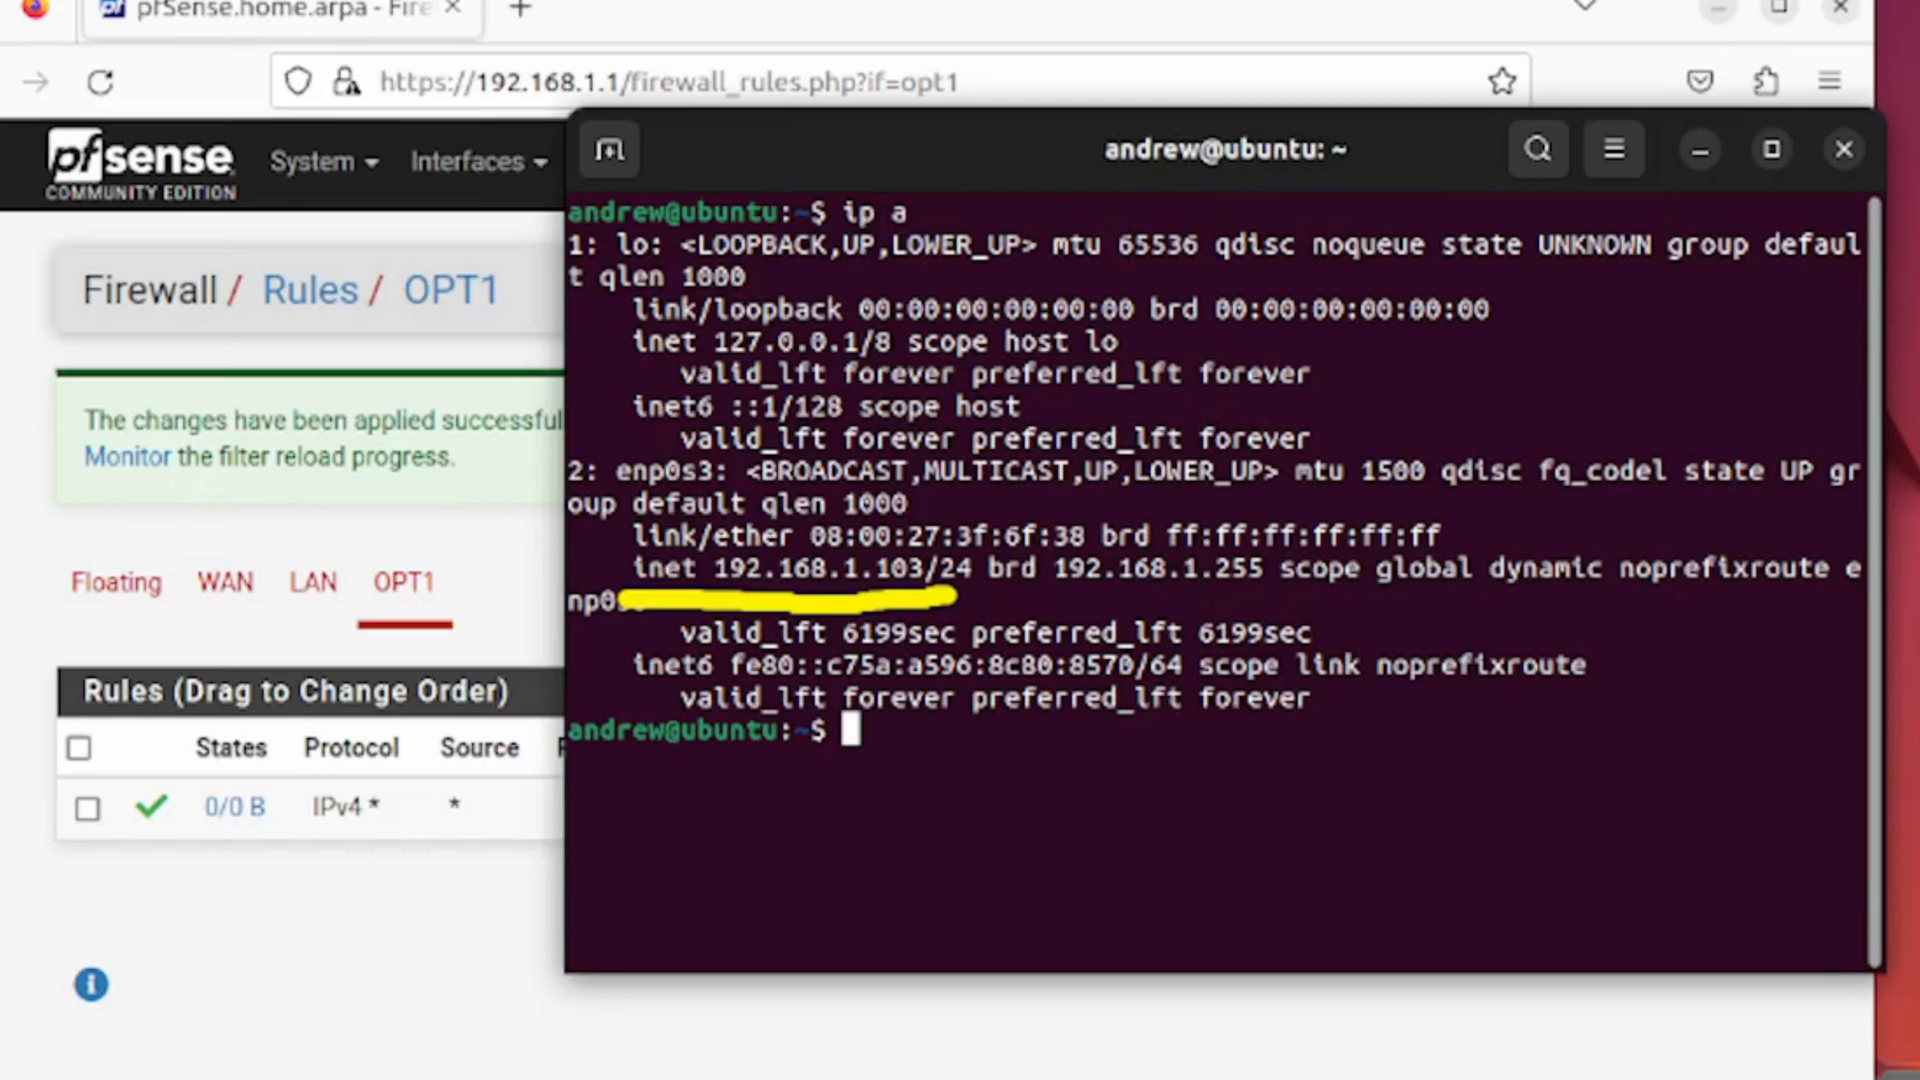 pfSense.home.arpa - Fire
https://192.168.1.1/firewall_rules.php?if=opt1
pfsense
COMMUNITY EDITION
System
Interfaces
Firewall / Rules / OPT1
The changes have been applied successful
Monitor the filter reload progress.
Floating WAN LAN OPT1
Rules (Drag to Change Order)
States Protocol Source
0/0 B IPv4 * *
andrew@ubuntu: ~
andrew@ubuntu:~$ ip a
1: lo: <LOOPBACK,UP,LOWER_UP> mtu 65536 qdisc noqueue state UNKNOWN group defaul
t qlen 1000
link/loopback 00:00:00:00:00:00 brd 00:00:00:00:00:00
inet 127.0.0.1/8 scope host lo
valid_lft forever preferred_lft forever
inet6 ::1/128 scope host
valid_lft forever preferred_lft forever
2: enp0s3: <BROADCAST,MULTICAST,UP,LOWER_UP> mtu 1500 qdisc fq_codel state UP gr
oup default qlen 1000
link/ether 08:00:27:3f:6f:38 brd ff:ff:ff:ff:ff:ff
inet 192.168.1.103/24 brd 192.168.1.255 scope global dynamic noprefixroute e
valid_lft 6199sec preferred_lft 6199sec
inet6 fe80::c75a:a596:8c80:8570/64 scope link noprefixroute
valid_lft forever preferred_lft forever
andrew@ubuntu:~$